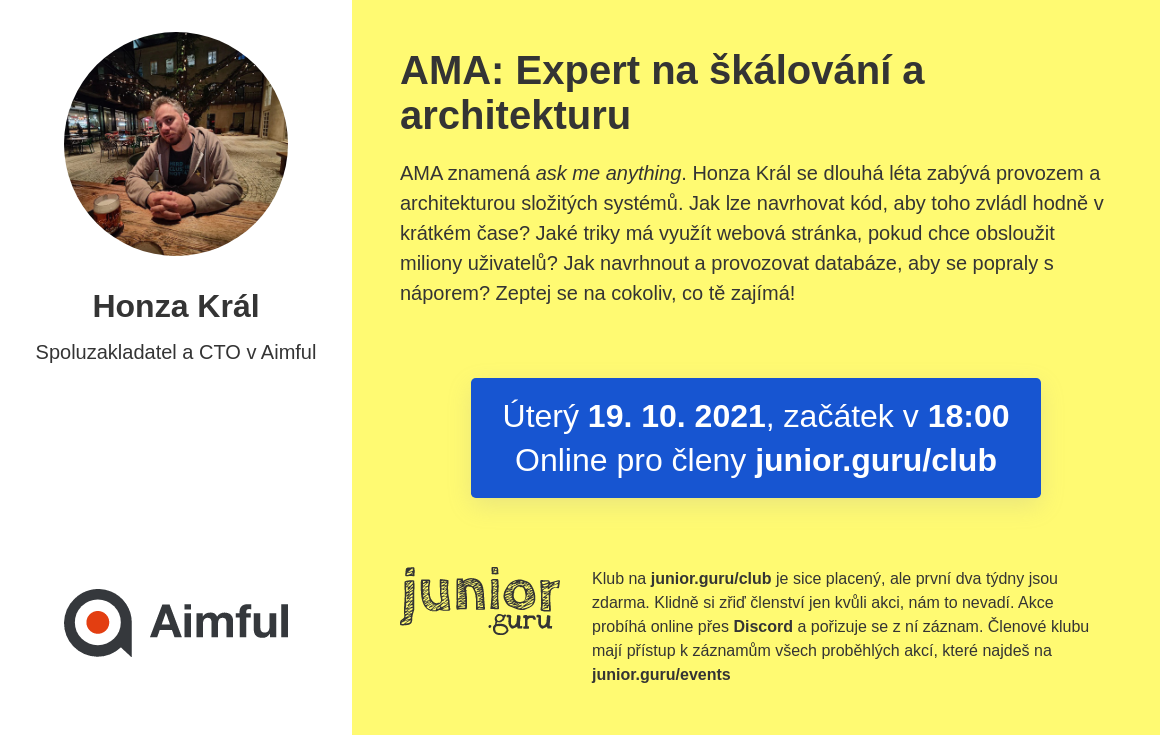 Honza Král
Spoluzakladatel a CTO v Aimful
Aimful
AMA: Expert na škálování a
architekturu
AMA znamená ask me anything. Honza Král se dlouhá léta zabývá provozem a
architekturou složitých systémů. Jak lze navrhovat kód, aby toho zvládl hodně v
krátkém čase? Jaké triky má využít webová stránka, pokud chce obsloužit
miliony uživatelů? Jak navrhnout a provozovat databáze, aby se popraly s
náporem? Zeptej se na cokoliv, co tě zajímá!
Úterý 19. 10. 2021, začátek v 18:00
Online pro členy junior.guru/club
junior
.guru
Klub na junior.guru/club je sice placený, ale první dva týdny jsou
zdarma. Klidně si zřiď členství jen kvůli akci, nám to nevadí. Akce
probíhá online přes Discord a pořizuje se z ní záznam. Členové klubu
mají přístup k záznamům všech proběhlých akcí, které najdeš na
junior.guru/events